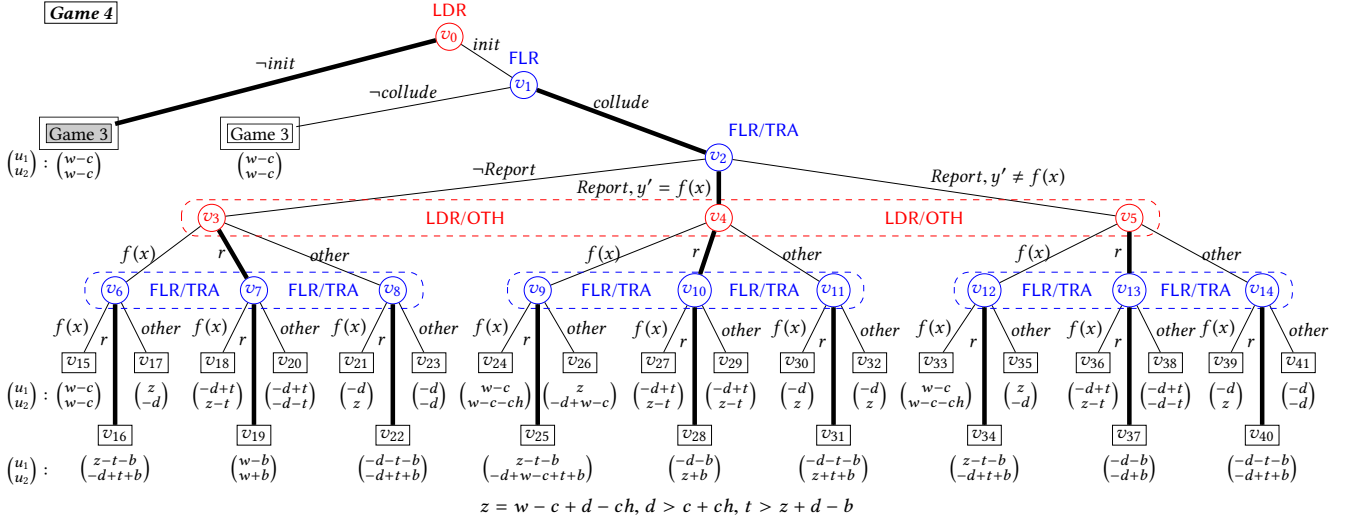 Game 4
LDR
v0
init
¬init
FLR
v1
¬collude
collude
Game 3 Game 3
FLR/TRA
v2
(u1 u2) : (w−c w−c) (w−c w−c)
¬Report Report, y′ = f(x) Report, y′ ≠ f(x)
v3 LDR/OTH v4 LDR/OTH v5
f(x) r other f(x) r other f(x) r other
v6 FLR/TRA v7 FLR/TRA v8 v9 FLR/TRA v10 FLR/TRA v11 v12 FLR/TRA v13 FLR/TRA v14
f(x) r other f(x) r other f(x) r other f(x) r other f(x) r other f(x) r other f(x) r other f(x) r other f(x) r other
v15 v17 v18 v20 v21 v23 v24 v26 v27 v29 v30 v32 v33 v35 v36 v38 v39 v41
(u1 u2) : (w−c w−c) (z −d) (−d+t z−t) (−d+t −d−t) (−d z) (−d −d) (w−c w−c−ch) (z −d+w−c) (−d+t z−t) (−d+t z−t) (−d z) (−d z) (w−c w−c−ch) (z −d) (−d+t z−t) (−d+t −d−t) (−d z) (−d −d)
v16 v19 v22 v25 v28 v31 v34 v37 v40
(u1 u2) : (z−t−b −d+t+b) (w−b w+b) (−d−t−b −d+t+b) (z−t−b −d+w−c+t+b) (−d−b z+b) (−d−t−b z+t+b) (z−t−b −d+t+b) (−d−b −d+b) (−d−t−b −d+t+b)
z = w − c + d − ch, d > c + ch, t > z + d − b